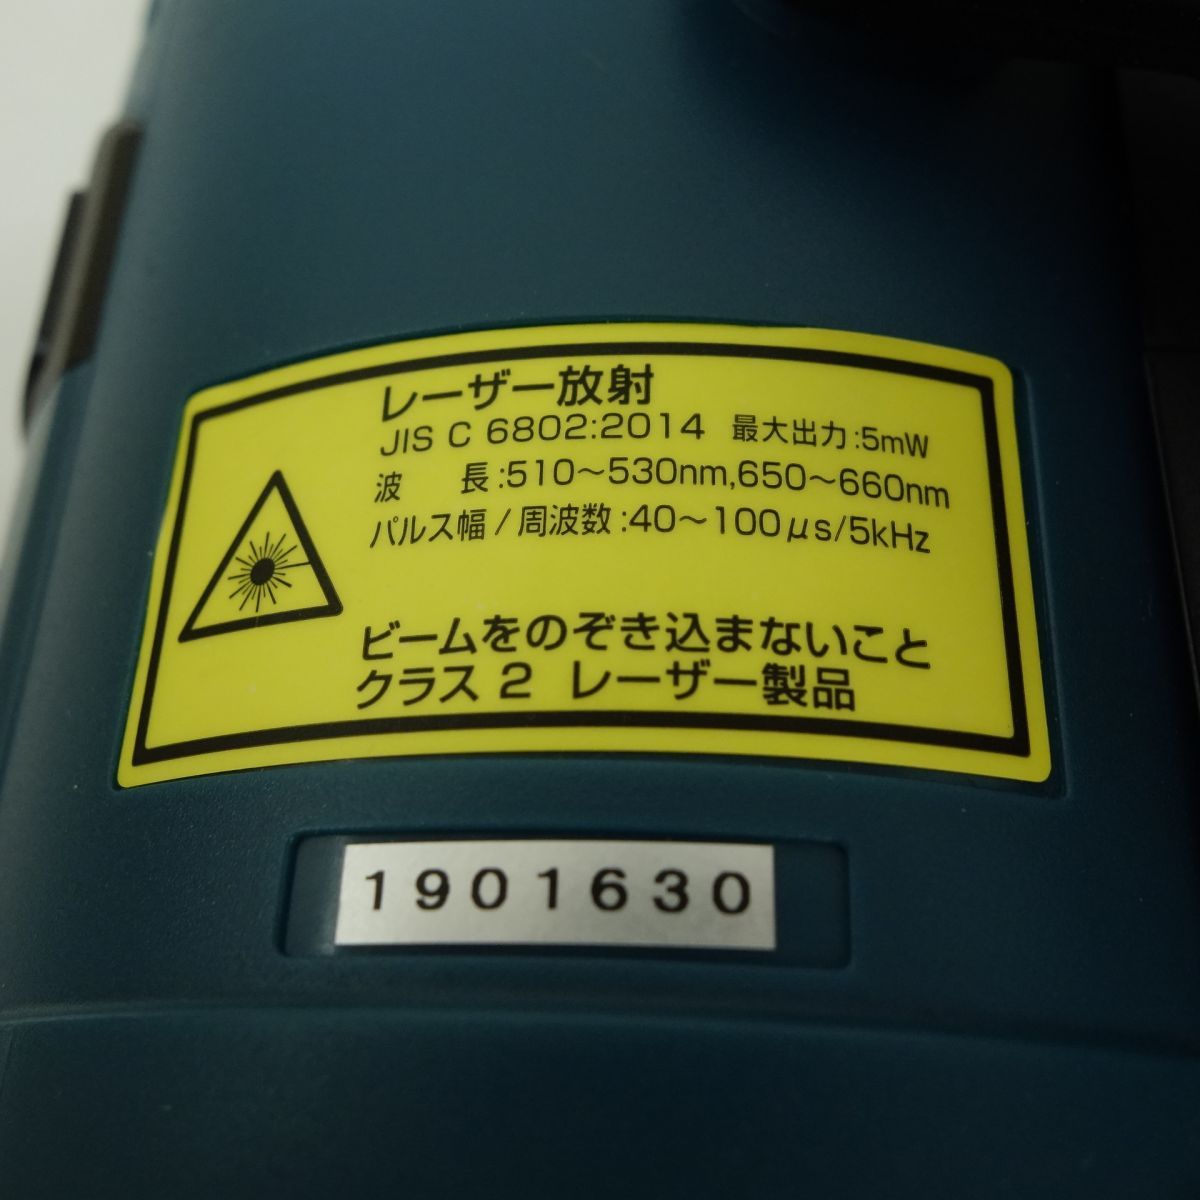 レーザー放射
JIS C 6802:2014 最大出力:5mW
波 長:510～530nm,650～660nm
パルス幅/周波数:40～100μs/5kHz
ビームをのぞき込まないこと
クラス2 レーザー製品
1901630